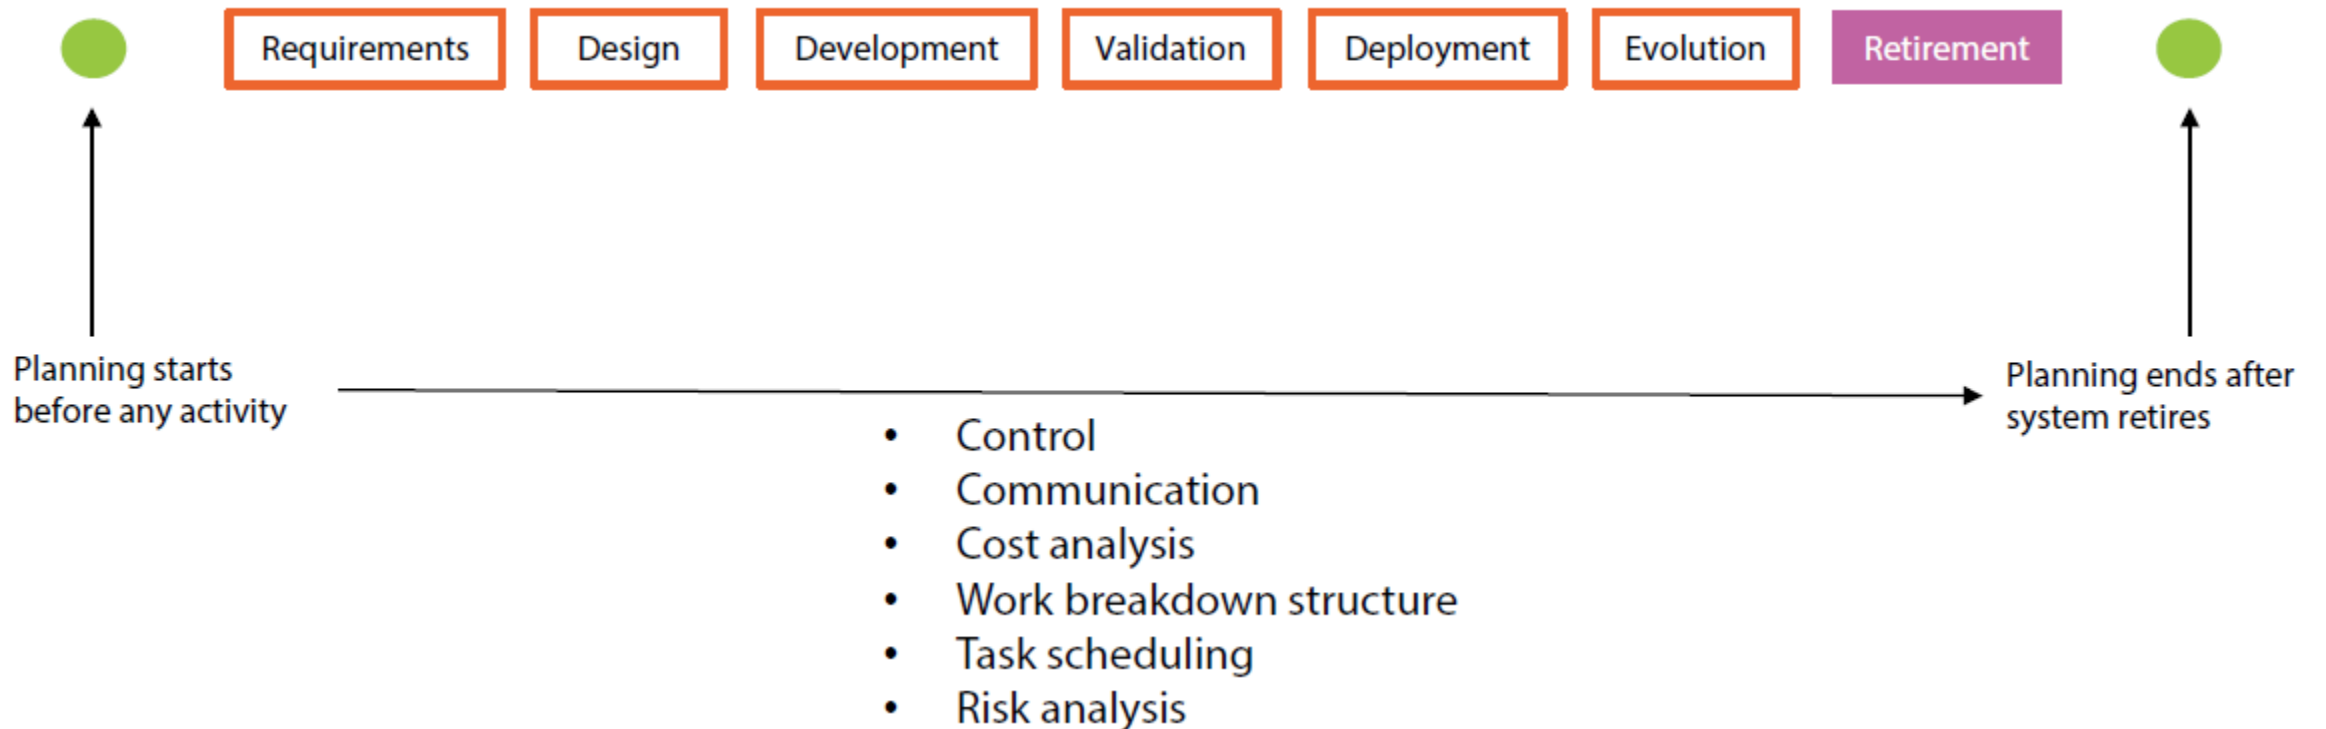 Requirements
Design
Development
Validation
Deployment
Evolution
Retirement
Planning starts
before any activity
Planning ends after
system retires
• Control
• Communication
• Cost analysis
• Work breakdown structure
• Task scheduling
• Risk analysis